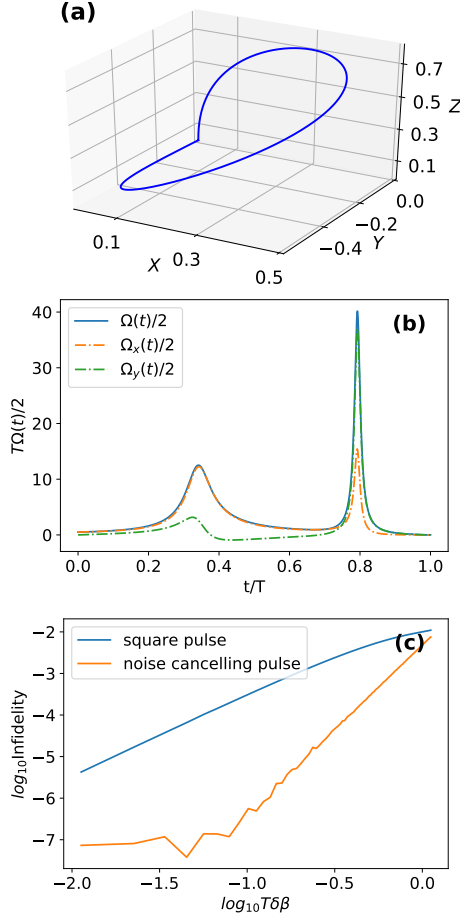 (a)
0.7
0.5
0.3
0.1
Z
0.0
−0.2
−0.4
Y
0.1
0.3
0.5
X
(b)
Ω(t)/2
Ωx(t)/2
Ωy(t)/2
40
30
20
10
0
TΩ(t)/2
0.0 0.2 0.4 0.6 0.8 1.0
t/T
(c)
square pulse
noise cancelling pulse
−2
−3
−4
−5
−6
−7
log10Infidelity
−2.0 −1.5 −1.0 −0.5 0.0
log10Tδβ